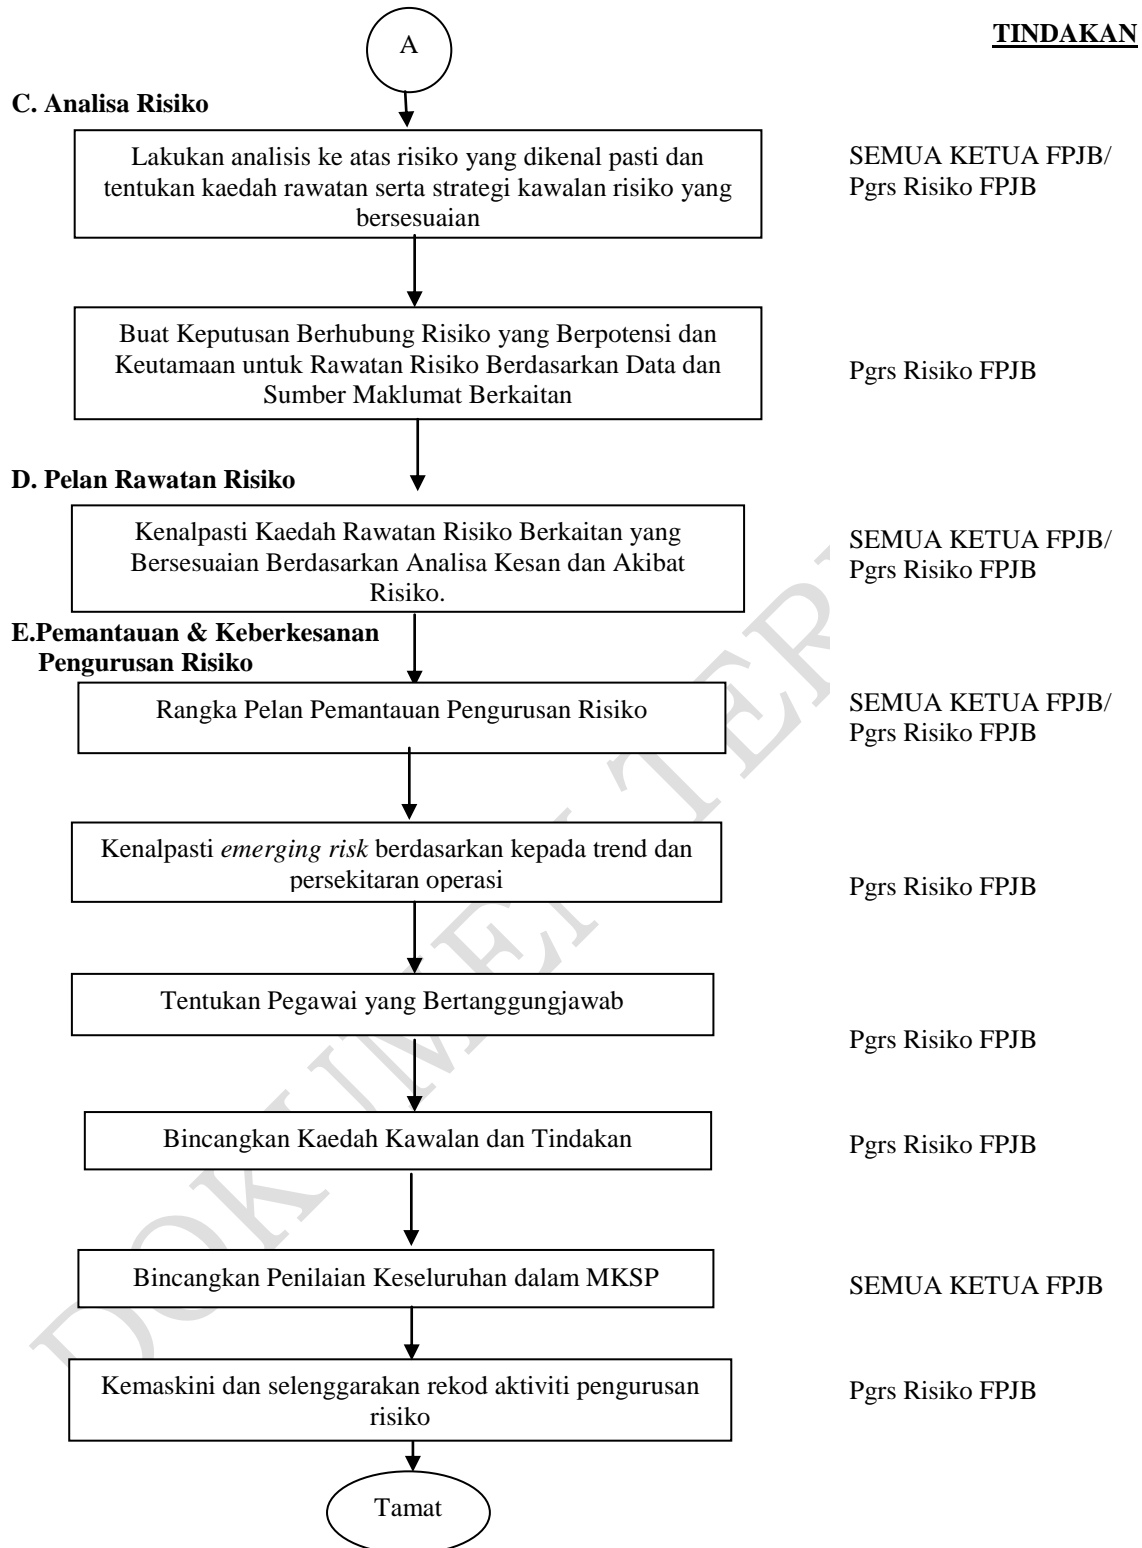 A
TINDAKAN
C. Analisa Risiko
Lakukan analisis ke atas risiko yang dikenal pasti dan
tentukan kaedah rawatan serta strategi kawalan risiko yang
bersesuaian
SEMUA KETUA FPJB/
Pgrs Risiko FPJB
Buat Keputusan Berhubung Risiko yang Berpotensi dan
Keutamaan untuk Rawatan Risiko Berdasarkan Data dan
Sumber Maklumat Berkaitan
Pgrs Risiko FPJB
D. Pelan Rawatan Risiko
Kenalpasti Kaedah Rawatan Risiko Berkaitan yang
Bersesuaian Berdasarkan Analisa Kesan dan Akibat
Risiko.
SEMUA KETUA FPJB/
Pgrs Risiko FPJB
E.Pemantauan & Keberkesanan
Pengurusan Risiko
Rangka Pelan Pemantauan Pengurusan Risiko
SEMUA KETUA FPJB/
Pgrs Risiko FPJB
Kenalpasti emerging risk berdasarkan kepada trend dan
persekitaran operasi
Pgrs Risiko FPJB
Tentukan Pegawai yang Bertanggungjawab
Pgrs Risiko FPJB
Bincangkan Kaedah Kawalan dan Tindakan
Pgrs Risiko FPJB
Bincangkan Penilaian Keseluruhan dalam MKSP
SEMUA KETUA FPJB
Kemaskini dan selenggarakan rekod aktiviti pengurusan
risiko
Pgrs Risiko FPJB
Tamat
DOKUMEN